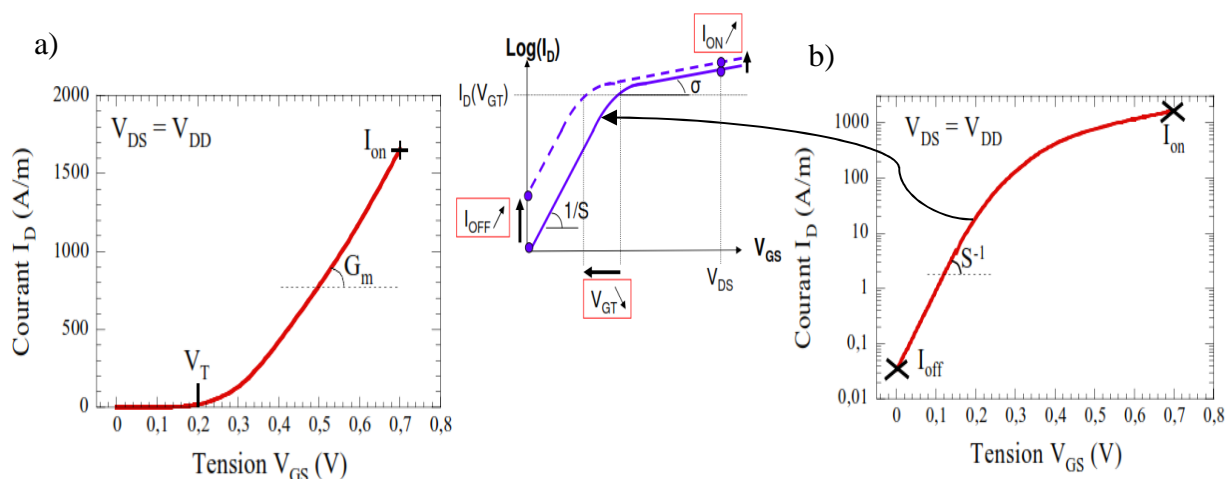 a)
Courant I_D (A/m)
2000
1500
1000
500
0
V_DS = V_DD
I_on
G_m
V_T
0 0,1 0,2 0,3 0,4 0,5 0,6 0,7 0,8
Tension V_GS (V)
Log(I_D)
I_ON
I_D(V_GT)
σ
I_OFF
1/S
V_GS
V_DS
V_GT
b)
Courant I_D (A/m)
1000
100
10
1
0,1
0,01
V_DS = V_DD
I_on
S⁻¹
I_off
0 0,1 0,2 0,3 0,4 0,5 0,6 0,7 0,8
Tension V_GS (V)